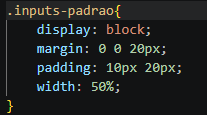 .inputs-padrao{
display: block;
margin: 0 0 20px;
padding: 10px 20px;
width: 50%;
}